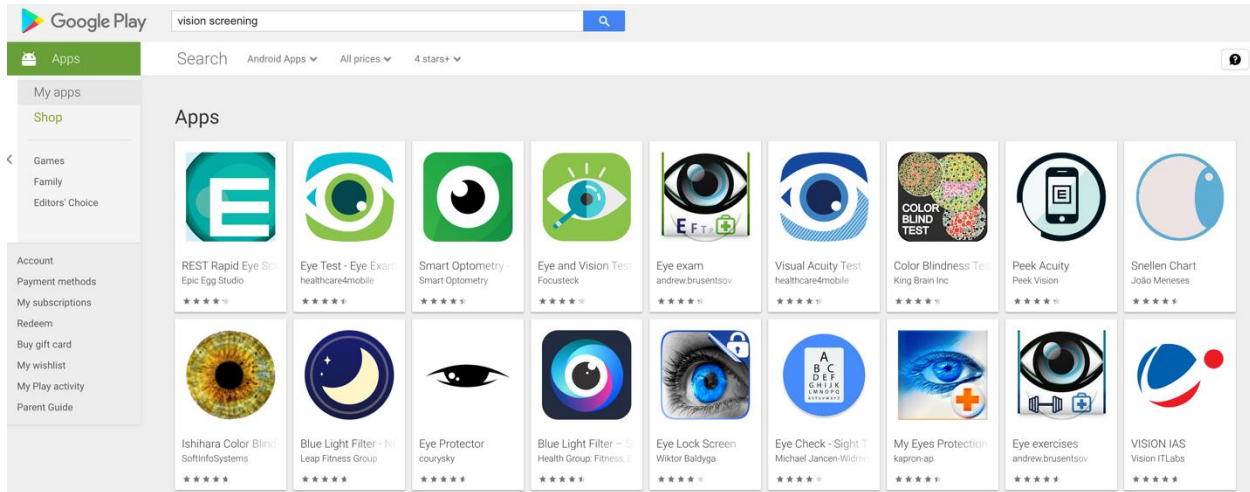 Google Play
vision screening
Apps
Search Android Apps All prices 4 stars+
My apps
Shop
Games
Family
Editors' Choice
Account
Payment methods
My subscriptions
Redeem
Buy gift card
My wishlist
My Play activity
Parent Guide
Apps
E
E F T P
COLOR
BLIND
TEST
E
REST Rapid Eye
Epic Egg Studio
Eye Test - Eye Exam
healthcare4mobile
Smart Optometry -
Smart Optometry
Eye and Vision Test
Focusteck
Eye exam
andrew.brusentsov
Visual Acuity Test
healthcare4mobile
Color Blindness Te
King Brain Inc
Peek Acuity
Peek Vision
Snellen Chart
João Meneses
A
B C
D E F
G H I J K
L M N O P Q
R S T U V W X Y Z
Ishihara Color Blind
SoftInfoSystems
Blue Light Filter - N
Leap Fitness Group
Eye Protector
courysky
Blue Light Filter –
Health Group: Fitness,
Eye Lock Screen
Wiktor Baldyga
Eye Check - Sight T
Michael Jancen-Widmer
My Eyes Protection
kapron-ap
Eye exercises
andrew.brusentsov
VISION IAS
Vision ITLabs